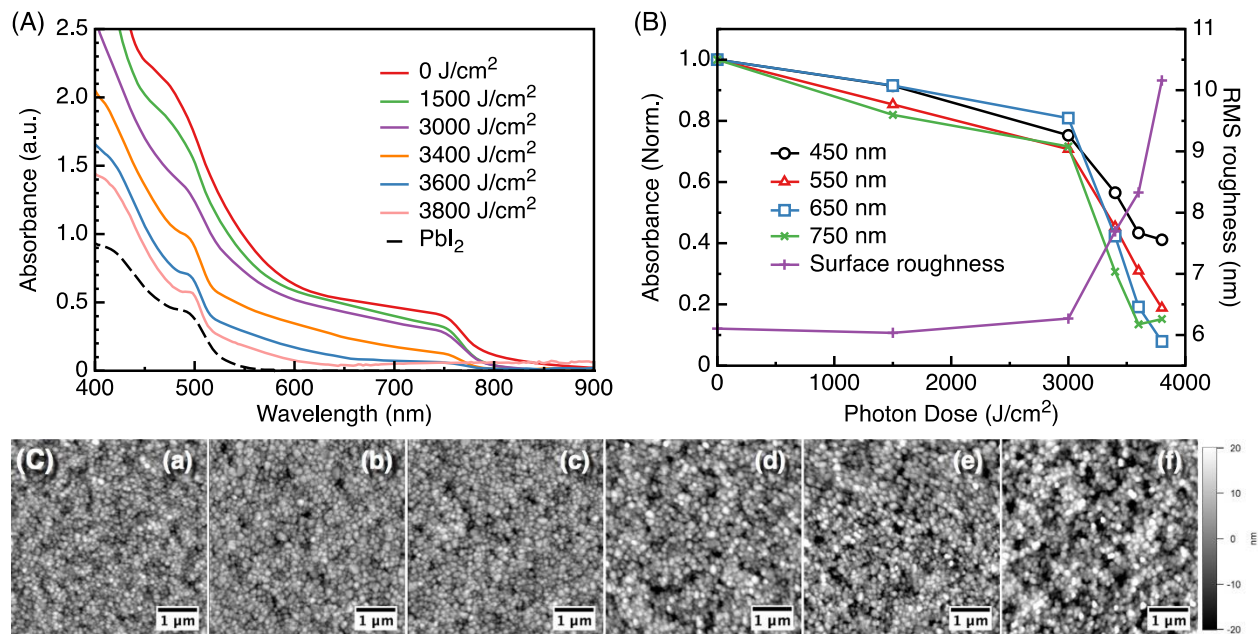 (A)
2.5
2.0
1.5
1.0
0.5
0
Absorbance (a.u.)
400
500
600
700
800
900
Wavelength (nm)
0 J/cm²
1500 J/cm²
3000 J/cm²
3400 J/cm²
3600 J/cm²
3800 J/cm²
PbI₂
(B)
1.0
0.8
0.6
0.4
0.2
0
Absorbance (Norm.)
0
1000
2000
3000
4000
Photon Dose (J/cm²)
11
10
9
8
7
6
RMS roughness (nm)
450 nm
550 nm
650 nm
750 nm
Surface roughness
(C)
(a)
(b)
(c)
(d)
(e)
(f)
1 µm
1 µm
1 µm
1 µm
1 µm
1 µm
20
10
0
-10
-20
nm